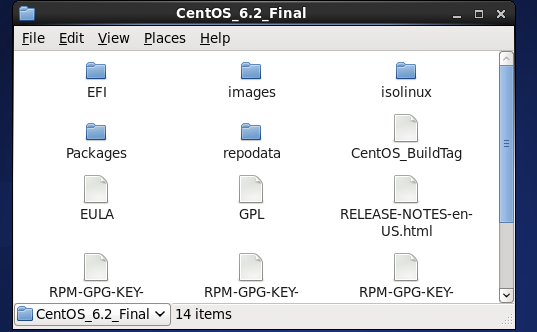 CentOS_6.2_Final
File Edit View Places Help
EFI images isolinux
Packages repodata CentOS_BuildTag
EULA GPL RELEASE-NOTES-en-
US.html
RPM-GPG-KEY- RPM-GPG-KEY- RPM-GPG-KEY-
CentOS_6.2_Final 14 items